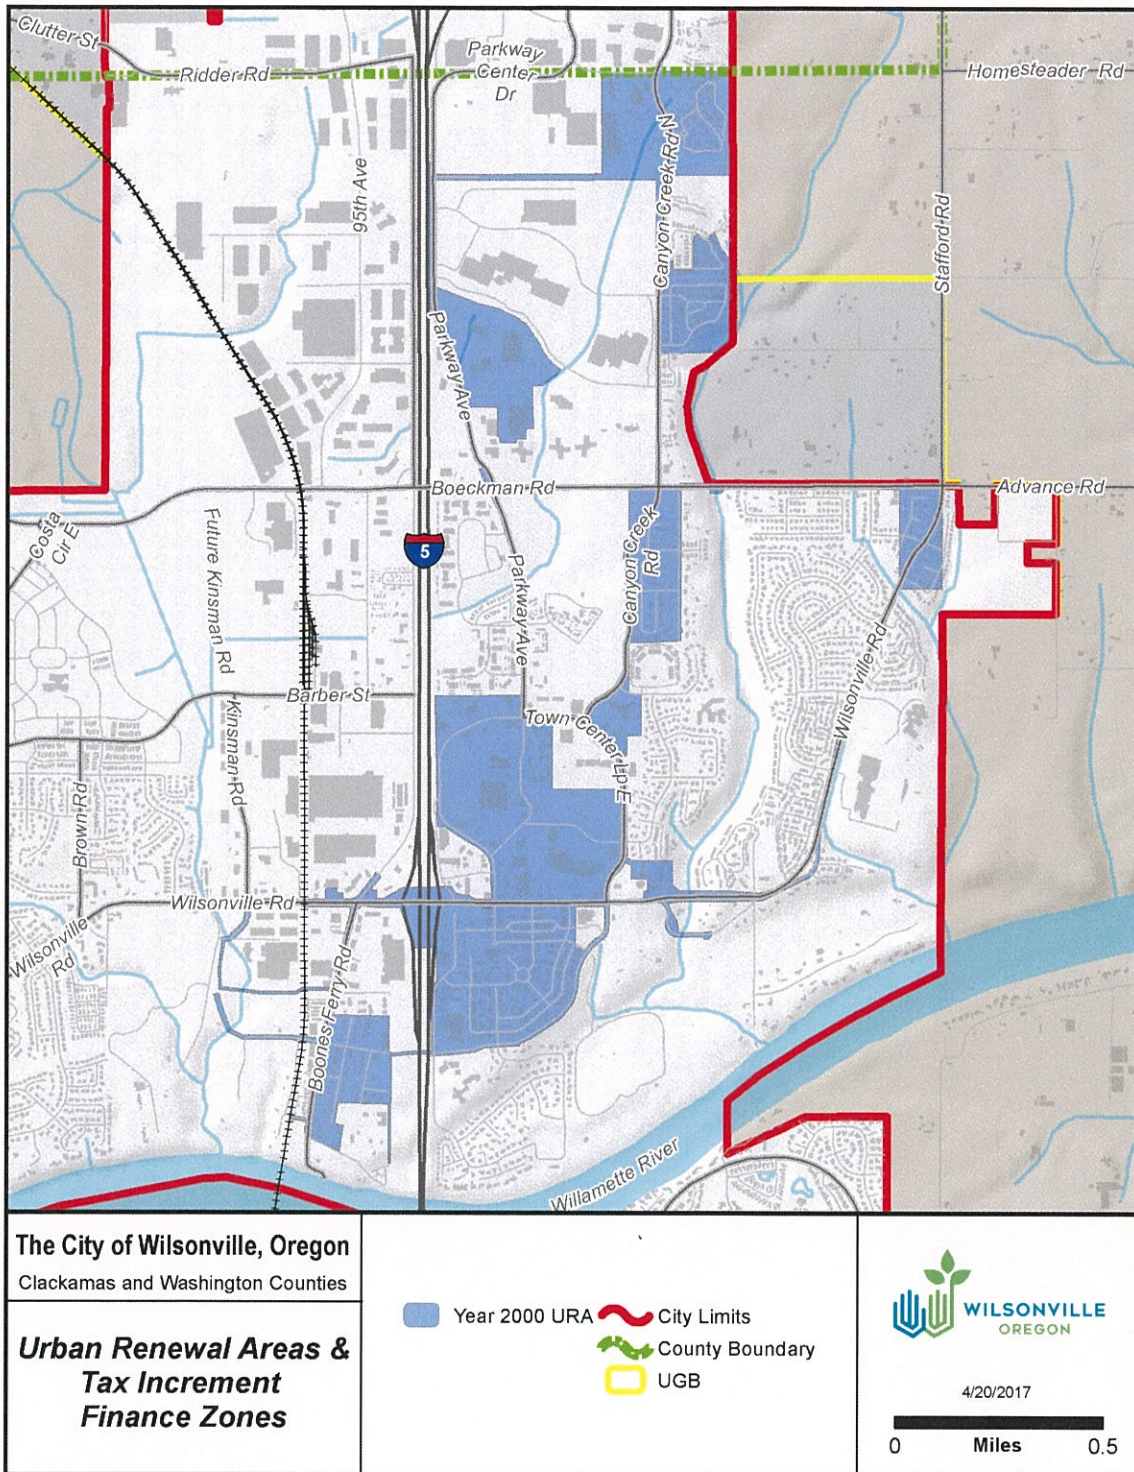 Clutter St
Ridder Rd
Parkway
Center
Dr
Homesteader Rd
Canyon Creek Rd N
95th Ave
Stafford Rd
Parkway Ave
Boeckman Rd
Advance Rd
Costa
Cir E
Future Kinsman Rd
5
Parkway Ave
Canyon Creek
Rd
Wilsonville Rd
Barber St
Kinsman Rd
Town Center Lp E
Brown Rd
Wilsonville Rd
Wilsonville
Rd
Boones Ferry Rd
Willamette River
The City of Wilsonville, Oregon
Clackamas and Washington Counties
Urban Renewal Areas &
Tax Increment
Finance Zones
Year 2000 URA
City Limits
County Boundary
UGB
WILSONVILLE
OREGON
4/20/2017
0 Miles 0.5